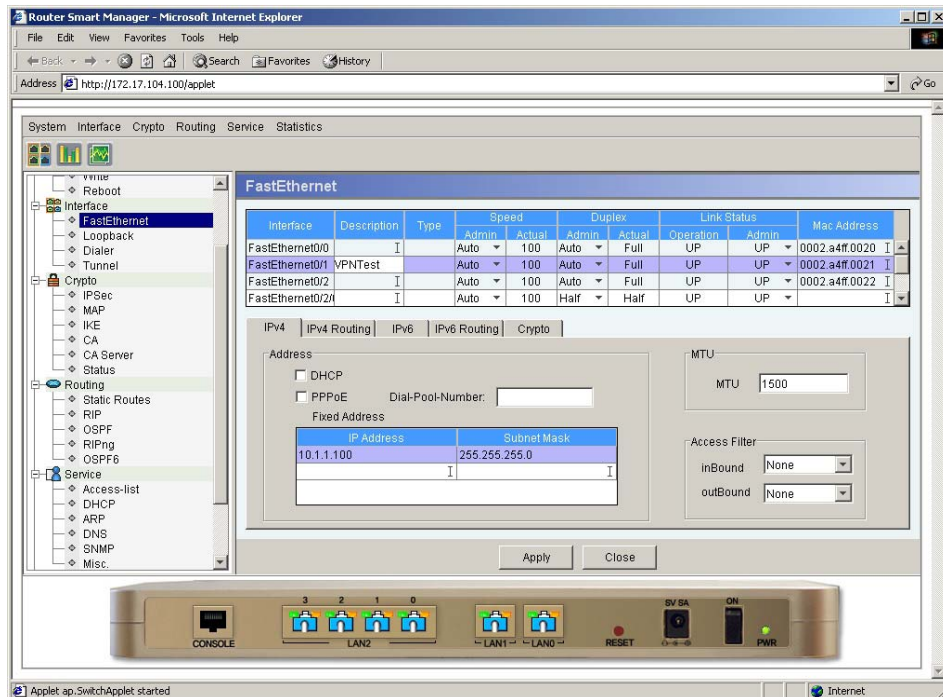 Router Smart Manager - Microsoft Internet Explorer
File Edit View Favorites Tools Help
Back Search Favorites History
Address http://172.17.104.100/applet Go
System Interface Crypto Routing Service Statistics
Write
Reboot
Interface
FastEthernet
Loopback
Dialer
Tunnel
Crypto
IPSec
MAP
IKE
CA
CA Server
Status
Routing
Static Routes
RIP
OSPF
RIPng
OSPF6
Service
Access-list
DHCP
ARP
DNS
SNMP
Misc.
FastEthernet
Interface Description Type Speed Duplex Link Status Mac Address
Admin Actual Admin Actual Operation Admin
FastEthernet0/0 Auto 100 Auto Full UP UP 0002.a4ff.0020
FastEthernet0/1 VPNTest Auto 100 Auto Full UP UP 0002.a4ff.0021
FastEthernet0/2 Auto 100 Auto Full UP UP 0002.a4ff.0022
FastEthernet0/2/ Auto 100 Half Half UP UP
IPv4 IPv4 Routing IPv6 IPv6 Routing Crypto
Address
DHCP
PPPoE Dial-Pool-Number:
Fixed Address
IP Address Subnet Mask
10.1.1.100 255.255.255.0
MTU
MTU 1500
Access Filter
inBound None
outBound None
Apply Close
3 2 1 0 5V 5A ON
CONSOLE LAN2 LAN1 LAN0 RESET PWR
Applet ap.SwitchApplet started Internet